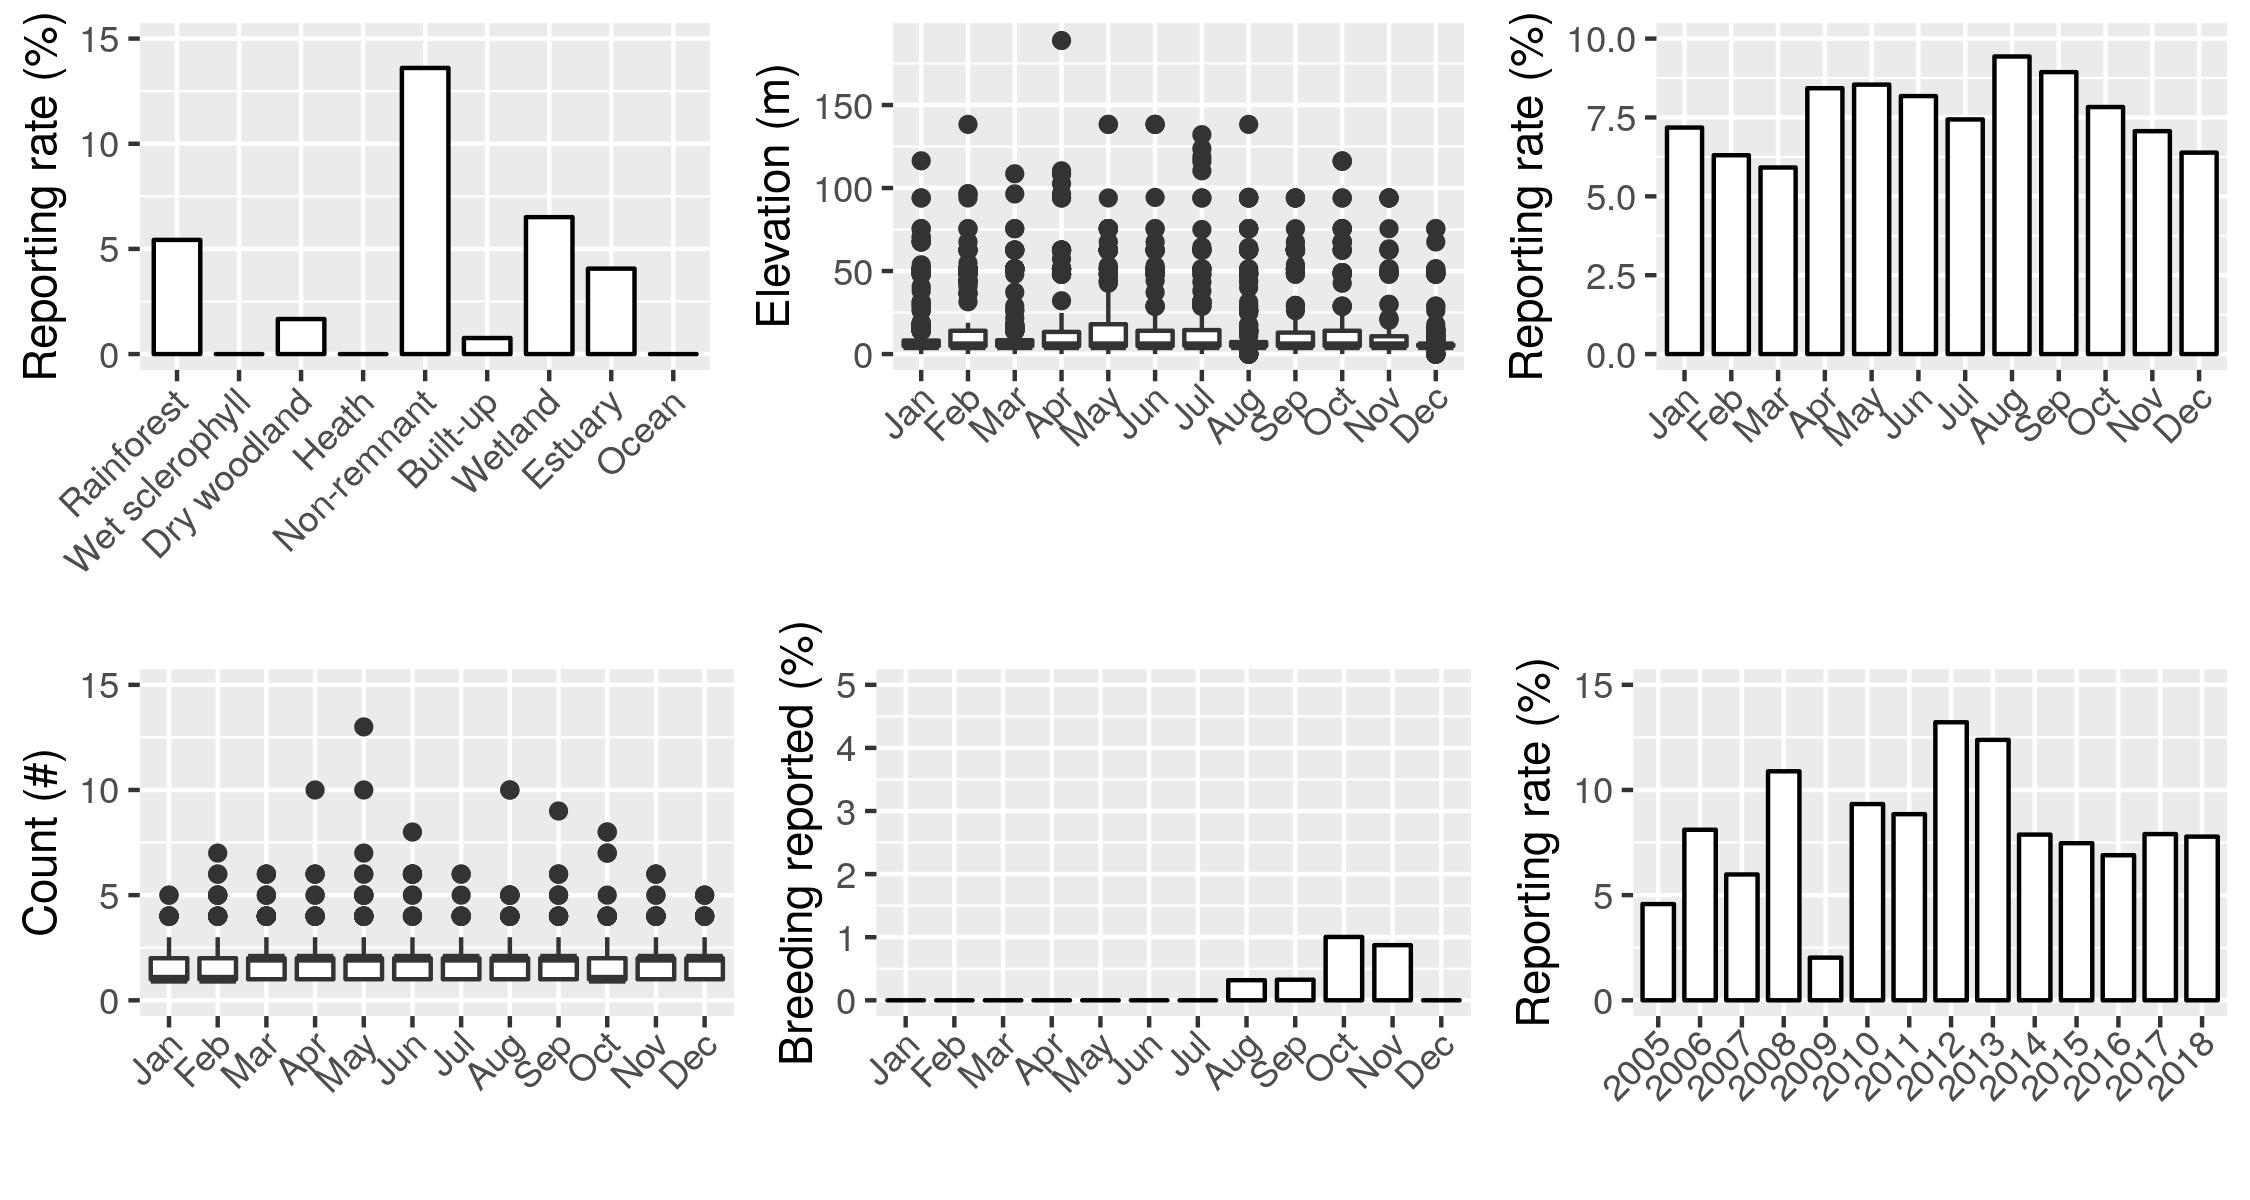 Reporting rate (%)
15
10
5
0
Rainforest
Wet sclerophyll
Dry woodland
Heath
Non-remnant
Built-up
Wetland
Estuary
Ocean
Elevation (m)
150
100
50
0
Jan
Feb
Mar
Apr
May
Jun
Jul
Aug
Sep
Oct
Nov
Dec
Reporting rate (%)
10.0
7.5
5.0
2.5
0.0
Jan
Feb
Mar
Apr
May
Jun
Jul
Aug
Sep
Oct
Nov
Dec
Count (#)
15
10
5
0
Jan
Feb
Mar
Apr
May
Jun
Jul
Aug
Sep
Oct
Nov
Dec
Breeding reported (%)
5
4
3
2
1
0
Jan
Feb
Mar
Apr
May
Jun
Jul
Aug
Sep
Oct
Nov
Dec
Reporting rate (%)
15
10
5
0
2005
2006
2007
2008
2009
2010
2011
2012
2013
2014
2015
2016
2017
2018